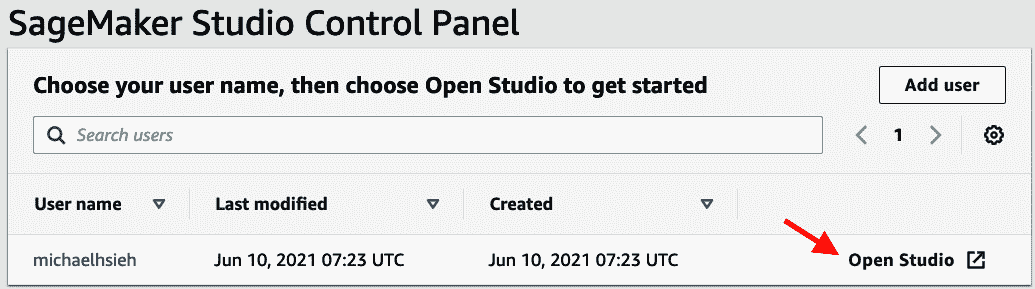 SageMaker Studio Control Panel
Choose your user name, then choose Open Studio to get started
Add user
Search users
1
User name Last modified Created
michaelhsieh Jun 10, 2021 07:23 UTC Jun 10, 2021 07:23 UTC Open Studio